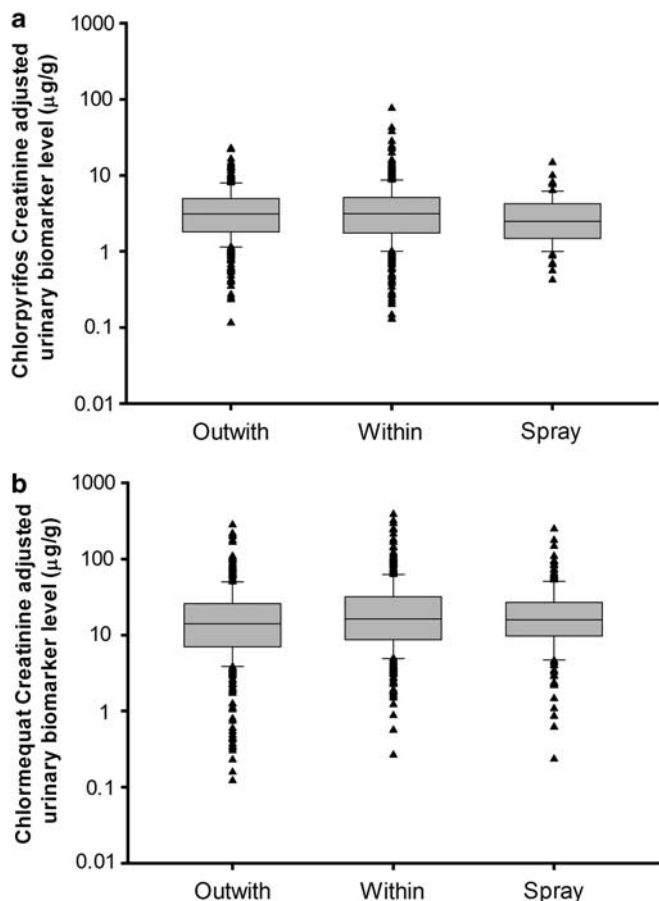 a
Chlorpyrifos Creatinine adjusted
urinary biomarker level (μg/g)
1000
100
10
1
0.1
0.01
Outwith Within Spray
b
Chlormequat Creatinine adjusted
urinary biomarker level (μg/g)
1000
100
10
1
0.1
0.01
Outwith Within Spray